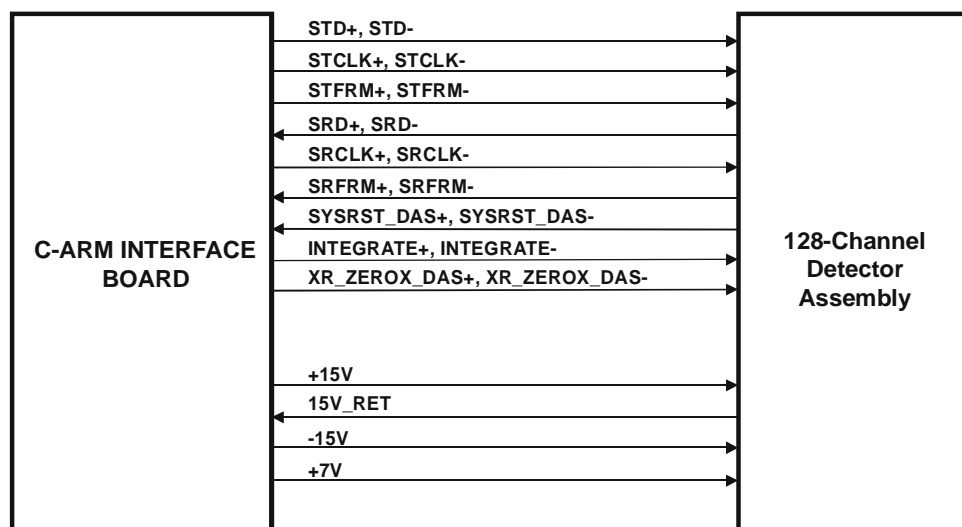 STD+, STD-
STCLK+, STCLK-
STFRM+, STFRM-
SRD+, SRD-
SRCLK+, SRCLK-
SRFRM+, SRFRM-
SYSRST_DAS+, SYSRST_DAS-
INTEGRATE+, INTEGRATE-
XR_ZEROX_DAS+, XR_ZEROX_DAS-
C-ARM INTERFACE
BOARD
128-Channel
Detector
Assembly
+15V
15V_RET
-15V
+7V